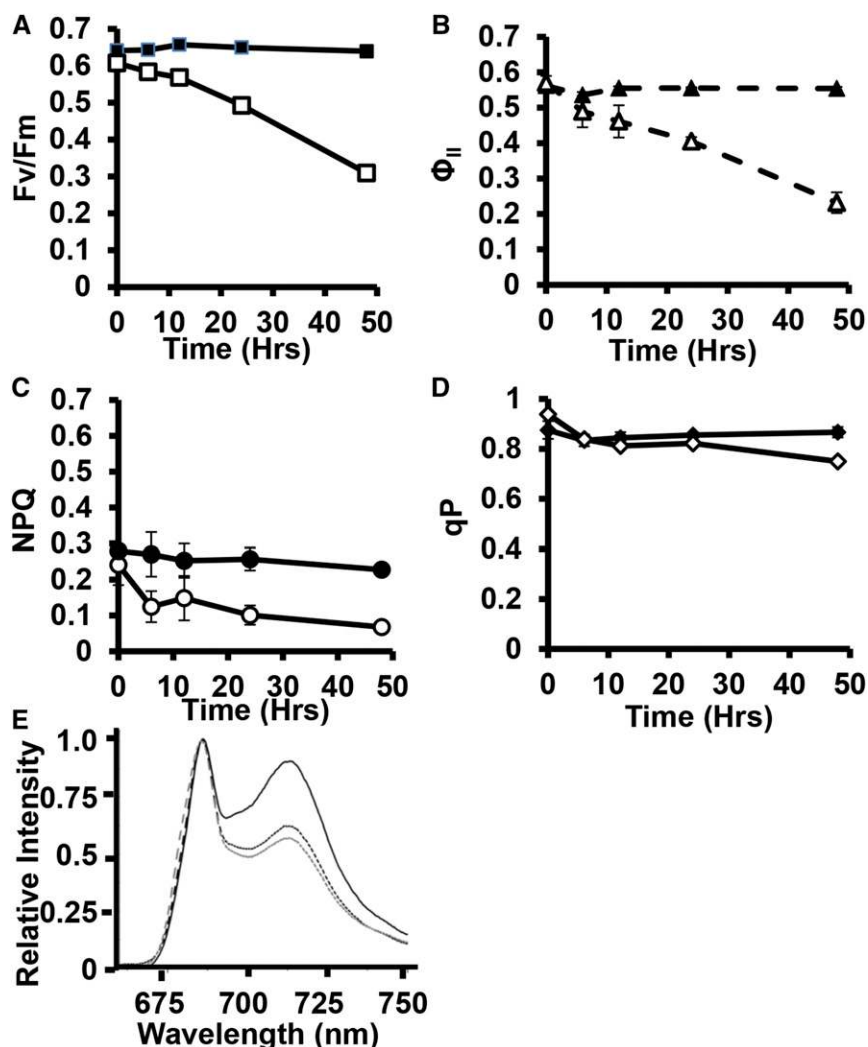 A
Fv/Fm
0.7
0.6
0.5
0.4
0.3
0.2
0.1
0
0 10 20 30 40 50
Time (Hrs)
B
ΦII
0.7
0.6
0.5
0.4
0.3
0.2
0.1
0
0 10 20 30 40 50
Time (Hrs)
C
NPQ
0.7
0.6
0.5
0.4
0.3
0.2
0.1
0
0 10 20 30 40 50
Time (Hrs)
D
qP
1
0.8
0.6
0.4
0.2
0
0 10 20 30 40 50
Time (Hrs)
E
Relative Intensity
1.0
0.75
0.5
0.25
0
675 700 725 750
Wavelength (nm)